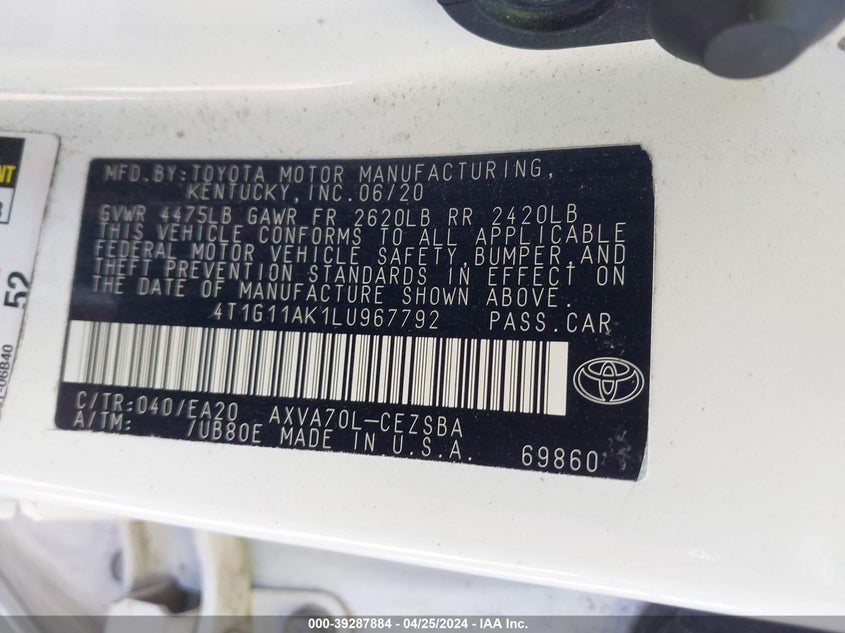 MFD.BY:TOYOTA MOTOR MANUFACTURING,
KENTUCKY, INC. 06/20
GVWR 4475LB GAWR FR 2620LB RR 2420LB
THIS VEHICLE CONFORMS TO ALL APPLICABLE
FEDERAL MOTOR VEHICLE SAFETY,BUMPER,AND
THEFT PREVENTION STANDARDS IN EFFECT ON
THE DATE OF MANUFACTURE SHOWN ABOVE.
4T1G11AK1LU967792 PASS.CAR
C/TR:040/EA20 AXVA70L-CEZSBA
A/TM: /UB80E MADE IN U.S.A.
69860
52
000-39287884 - 04/25/2024 - IAA Inc.